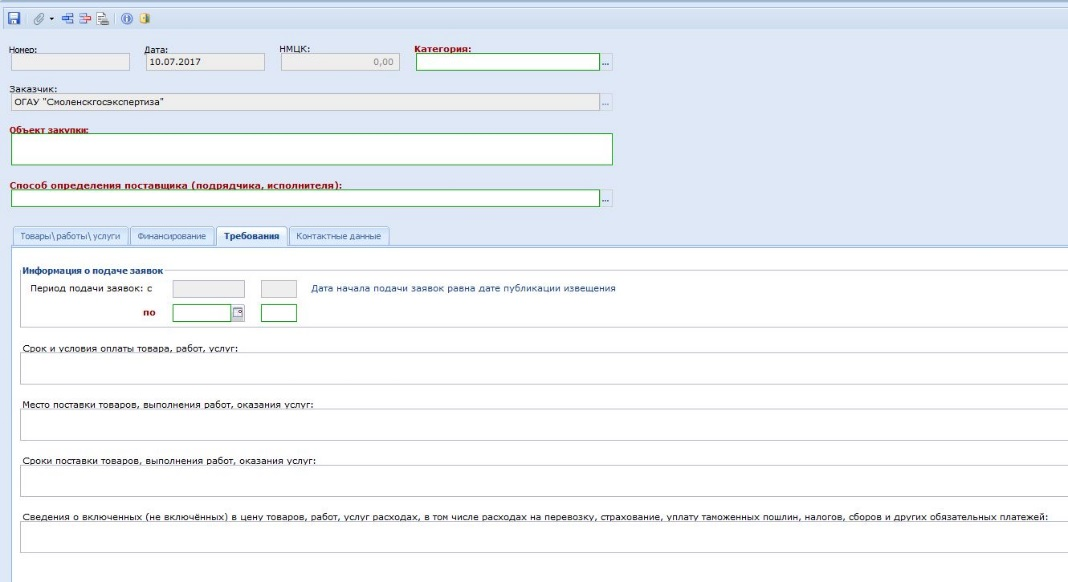 Номер: Дата: НМЦК: Категория:
10.07.2017 0,00 ...
Заказчик:
ОГАУ "Смоленскгосэкспертиза" ...
Объект закупки:
Способ определения поставщика (подрядчика, исполнителя):
...
Товары\работы\услуги Финансирование Требования Контактные данные
Информация о подаче заявок
Период подачи заявок: с Дата начала подачи заявок равна дате публикации извещения
по
Срок и условия оплаты товара, работ, услуг:
Место поставки товаров, выполнения работ, оказания услуг:
Сроки поставки товаров, выполнения работ, оказания услуг:
Сведения о включенных (не включённых) в цену товаров, работ, услуг расходах, в том числе расходах на перевозку, страхование, уплату таможенных пошлин, налогов, сборов и других обязательных платежей: